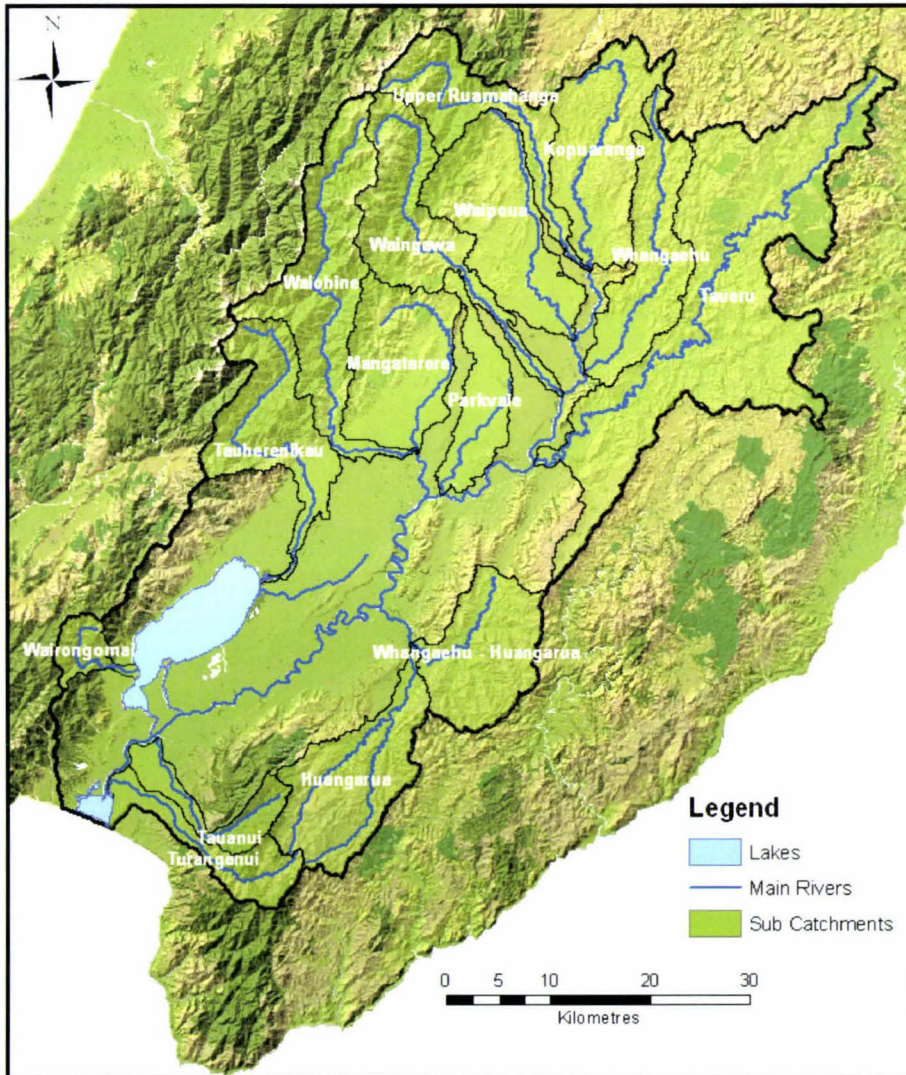 N
Upper Ruamahanga
Kopuaranga
Waipoua
Waingawa
Whangaehu
Waiohine
Taueru
Mangatarere
Parkvale
Tauherenikau
Wairongomai
Whangaehu - Huangarua
Huangarua
Tauanui
Turanganui
Legend
Lakes
Main Rivers
Sub Catchments
0 5 10 20 30
Kilometres